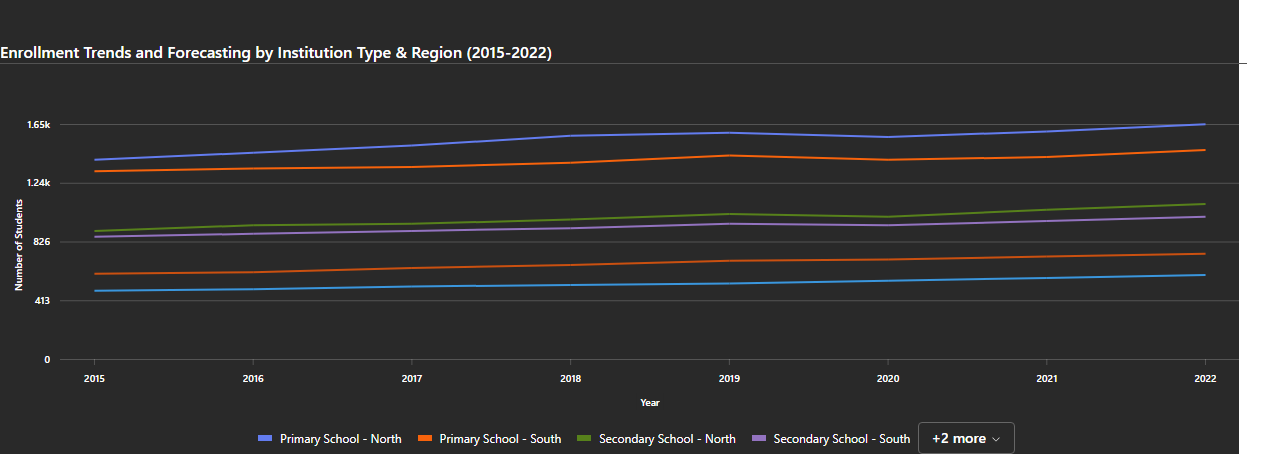 Enrollment Trends and Forecasting by Institution Type & Region (2015-2022)
1.65k
1.24k
826
413
0
Number of Students
2015 2016 2017 2018 2019 2020 2021 2022
Year
Primary School - North Primary School - South Secondary School - North Secondary School - South +2 more